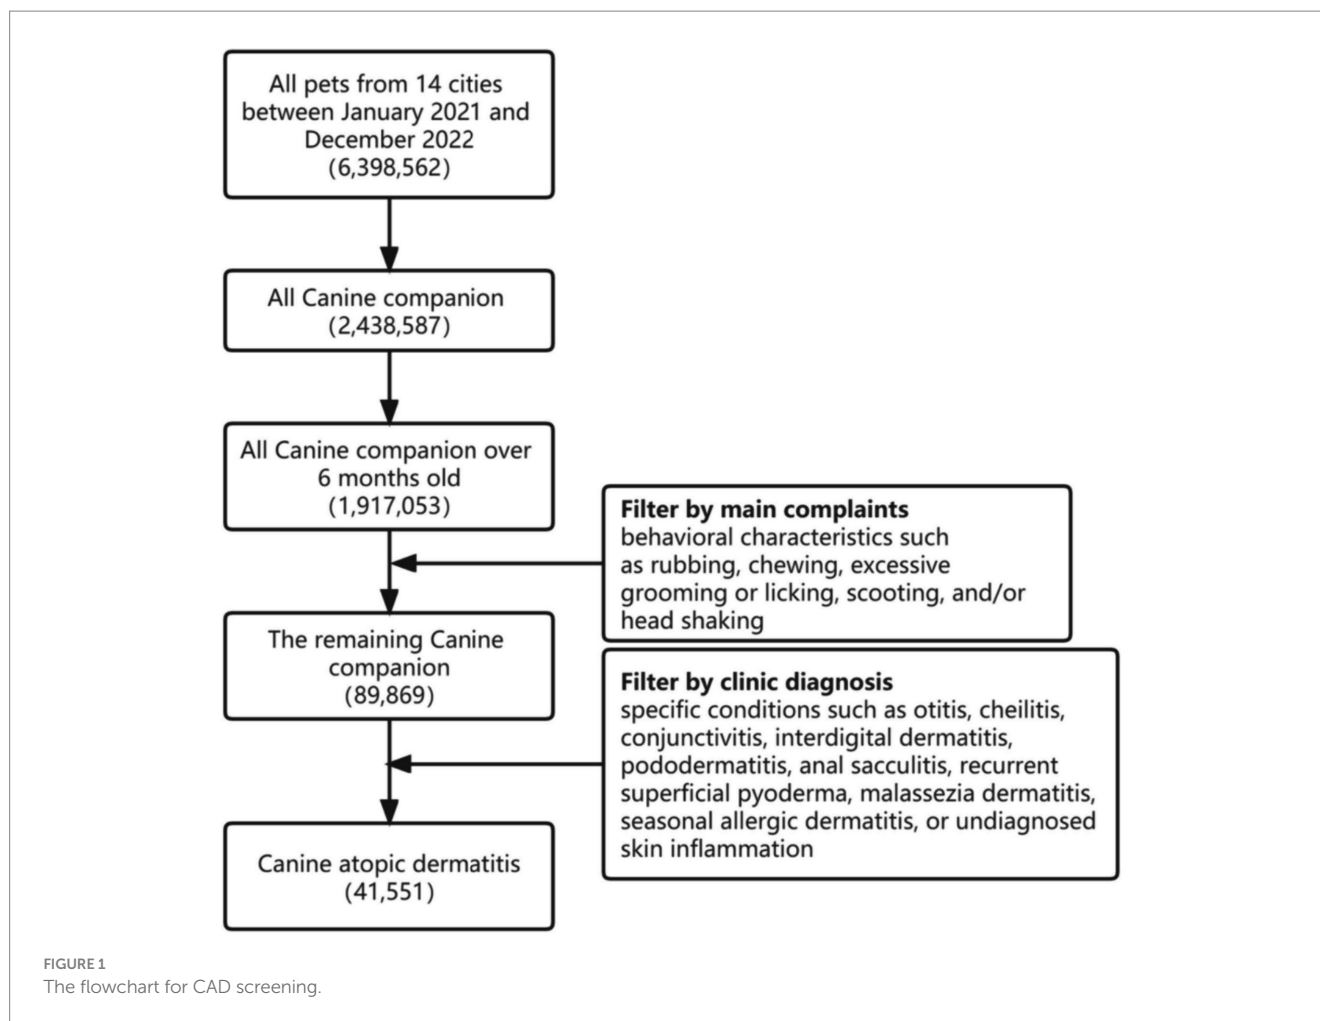 All pets from 14 cities
between January 2021 and
December 2022
(6,398,562)
All Canine companion
(2,438,587)
All Canine companion over
6 months old
(1,917,053)
Filter by main complaints
behavioral characteristics such
as rubbing, chewing, excessive
grooming or licking, scooting, and/or
head shaking
The remaining Canine
companion
(89,869)
Filter by clinic diagnosis
specific conditions such as otitis, cheilitis,
conjunctivitis, interdigital dermatitis,
pododermatitis, anal sacculitis, recurrent
superficial pyoderma, malassezia dermatitis,
seasonal allergic dermatitis, or undiagnosed
skin inflammation
Canine atopic dermatitis
(41,551)
FIGURE 1
The flowchart for CAD screening.